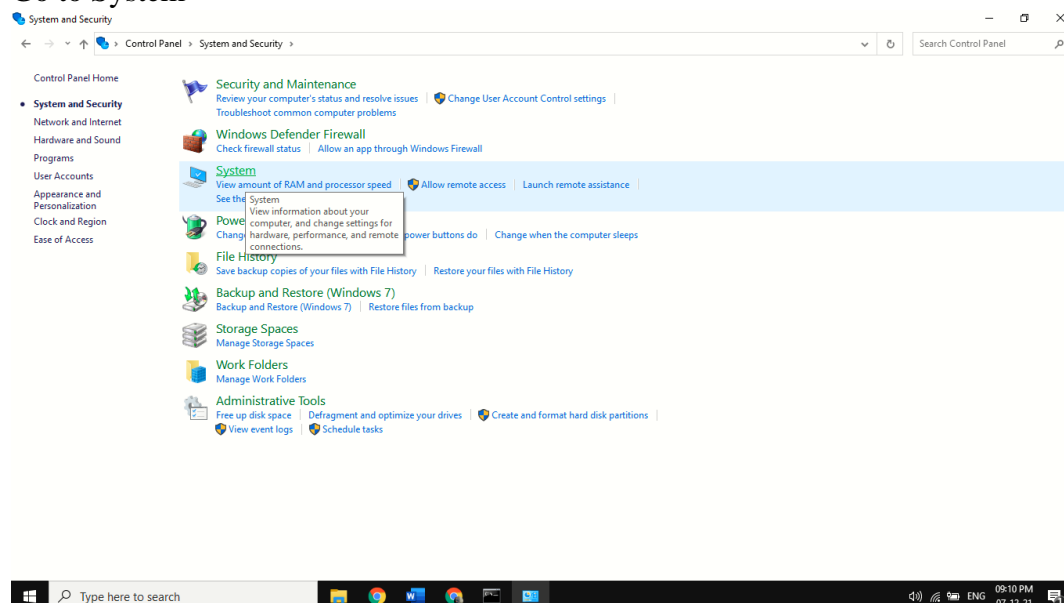 Go to System
System and Security
Control Panel > System and Security >
Search Control Panel
Control Panel Home
System and Security
Network and Internet
Hardware and Sound
Programs
User Accounts
Appearance and
Personalization
Clock and Region
Ease of Access
Security and Maintenance
Review your computer's status and resolve issues | Change User Account Control settings |
Troubleshoot common computer problems
Windows Defender Firewall
Check firewall status | Allow an app through Windows Firewall
System
View amount of RAM and processor speed | Allow remote access | Launch remote assistance |
See the
System
View information about your
computer, and change settings for
hardware, performance, and remote
connections.
Powe
Chang power buttons do | Change when the computer sleeps
File History
Save backup copies of your files with File History | Restore your files with File History
Backup and Restore (Windows 7)
Backup and Restore (Windows 7) | Restore files from backup
Storage Spaces
Manage Storage Spaces
Work Folders
Manage Work Folders
Administrative Tools
Free up disk space | Defragment and optimize your drives | Create and format hard disk partitions |
View event logs | Schedule tasks
Type here to search
ENG
09:10 PM
07-12-21